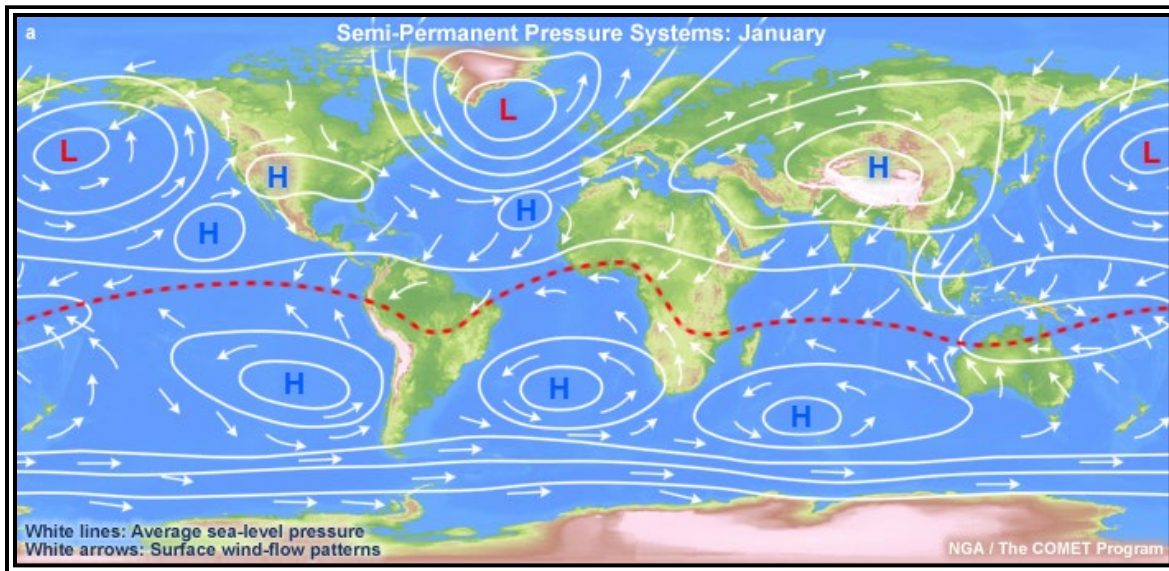 a
Semi-Permanent Pressure Systems: January
L
L
H
H
H
H
L
H
H
H
White lines: Average sea-level pressure
White arrows: Surface wind-flow patterns
NGA / The COMET Program